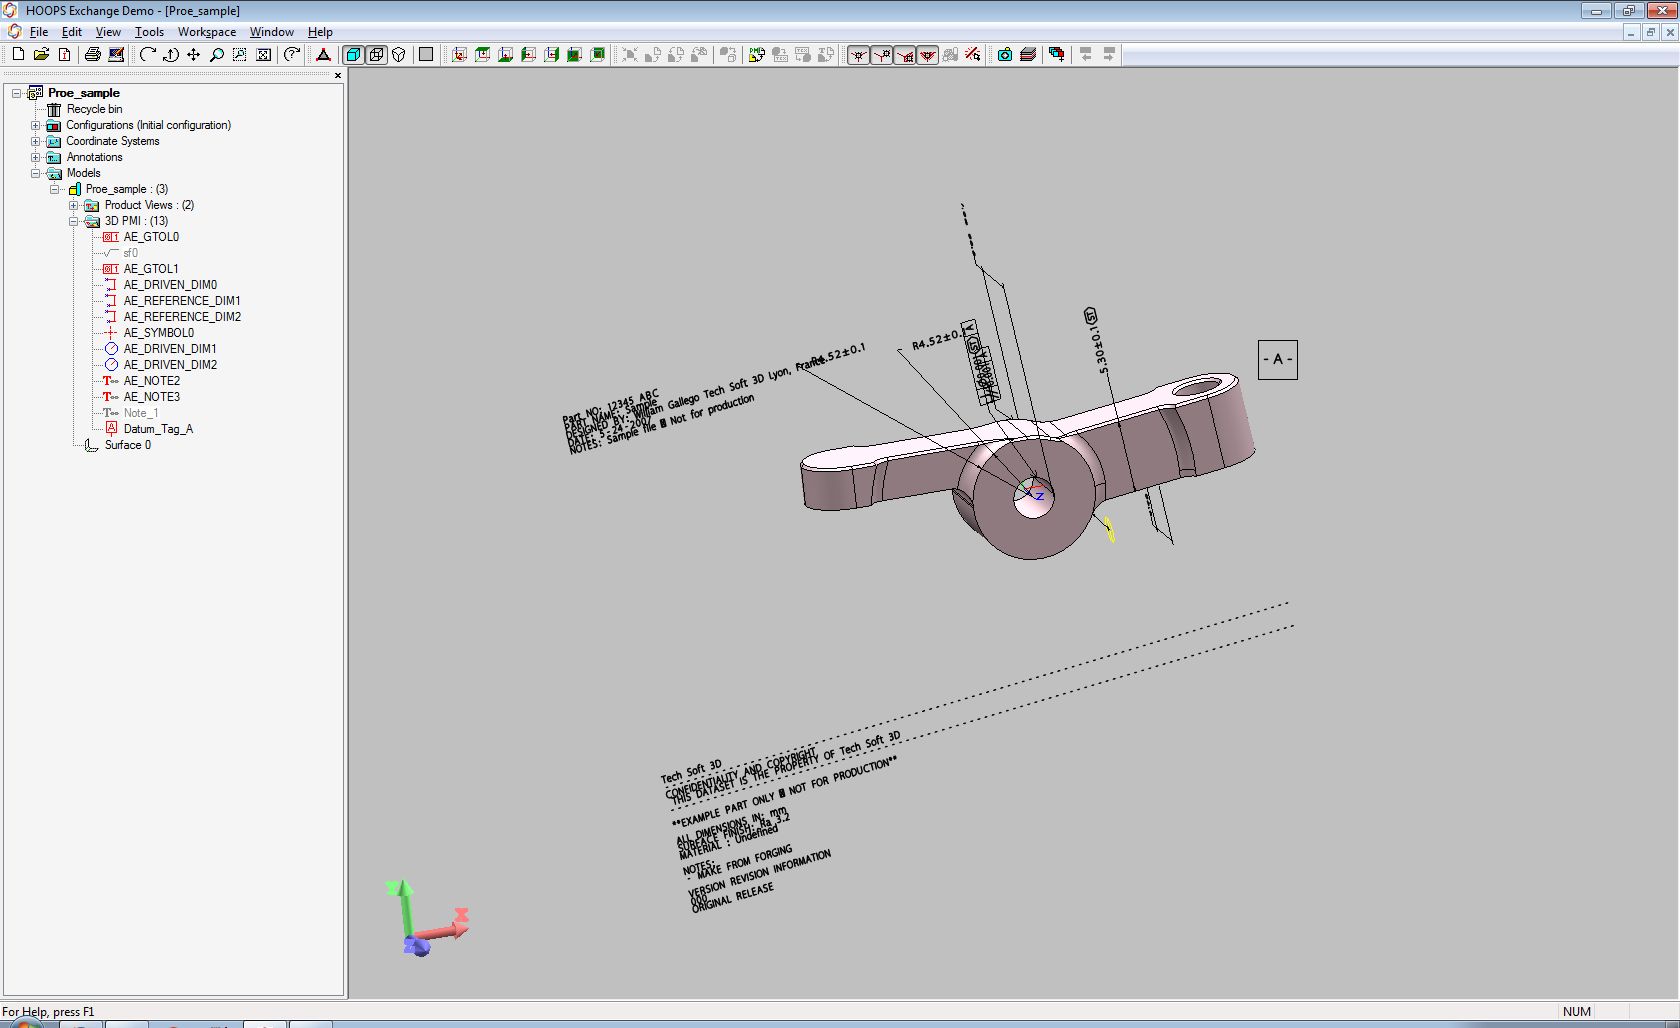 HOOPS Exchange Demo - [Proe_sample]
File Edit View Tools Workspace Window Help
Proe_sample
Recycle bin
Configurations (Initial configuration)
Coordinate Systems
Annotations
Models
Proe_sample : (3)
Product Views : (2)
3D PMI : (13)
AE_GTOL0
sf0
AE_GTOL1
AE_DRIVEN_DIM0
AE_REFERENCE_DIM1
AE_REFERENCE_DIM2
AE_SYMBOL0
AE_DRIVEN_DIM1
AE_DRIVEN_DIM2
AE_NOTE2
AE_NOTE3
Note_1
Datum_Tag_A
Surface 0
R4.52±0.1
R4.52±0.1
5.30±0.1 ST
- A -
Part NO: 12345 ABC
PART NAME: Sample
DESIGNED BY: William Gallego Tech Soft 3D Lyon, France
DATE: 5-24-2007
NOTES: Sample file Not for production
Z
Tech Soft 3D
CONFIDENTIALITY AND COPYRIGHT
THIS DATASET IS THE PROPERTY OF Tech Soft 3D
**EXAMPLE PART ONLY NOT FOR PRODUCTION**
ALL DIMENSIONS IN: mm
SURFACE FINISH: Ra 3.2
MATERIAL : Undefined
NOTES:
- MAKE FROM FORGING
VERSION REVISION INFORMATION
000
ORIGINAL RELEASE
X
For Help, press F1
NUM